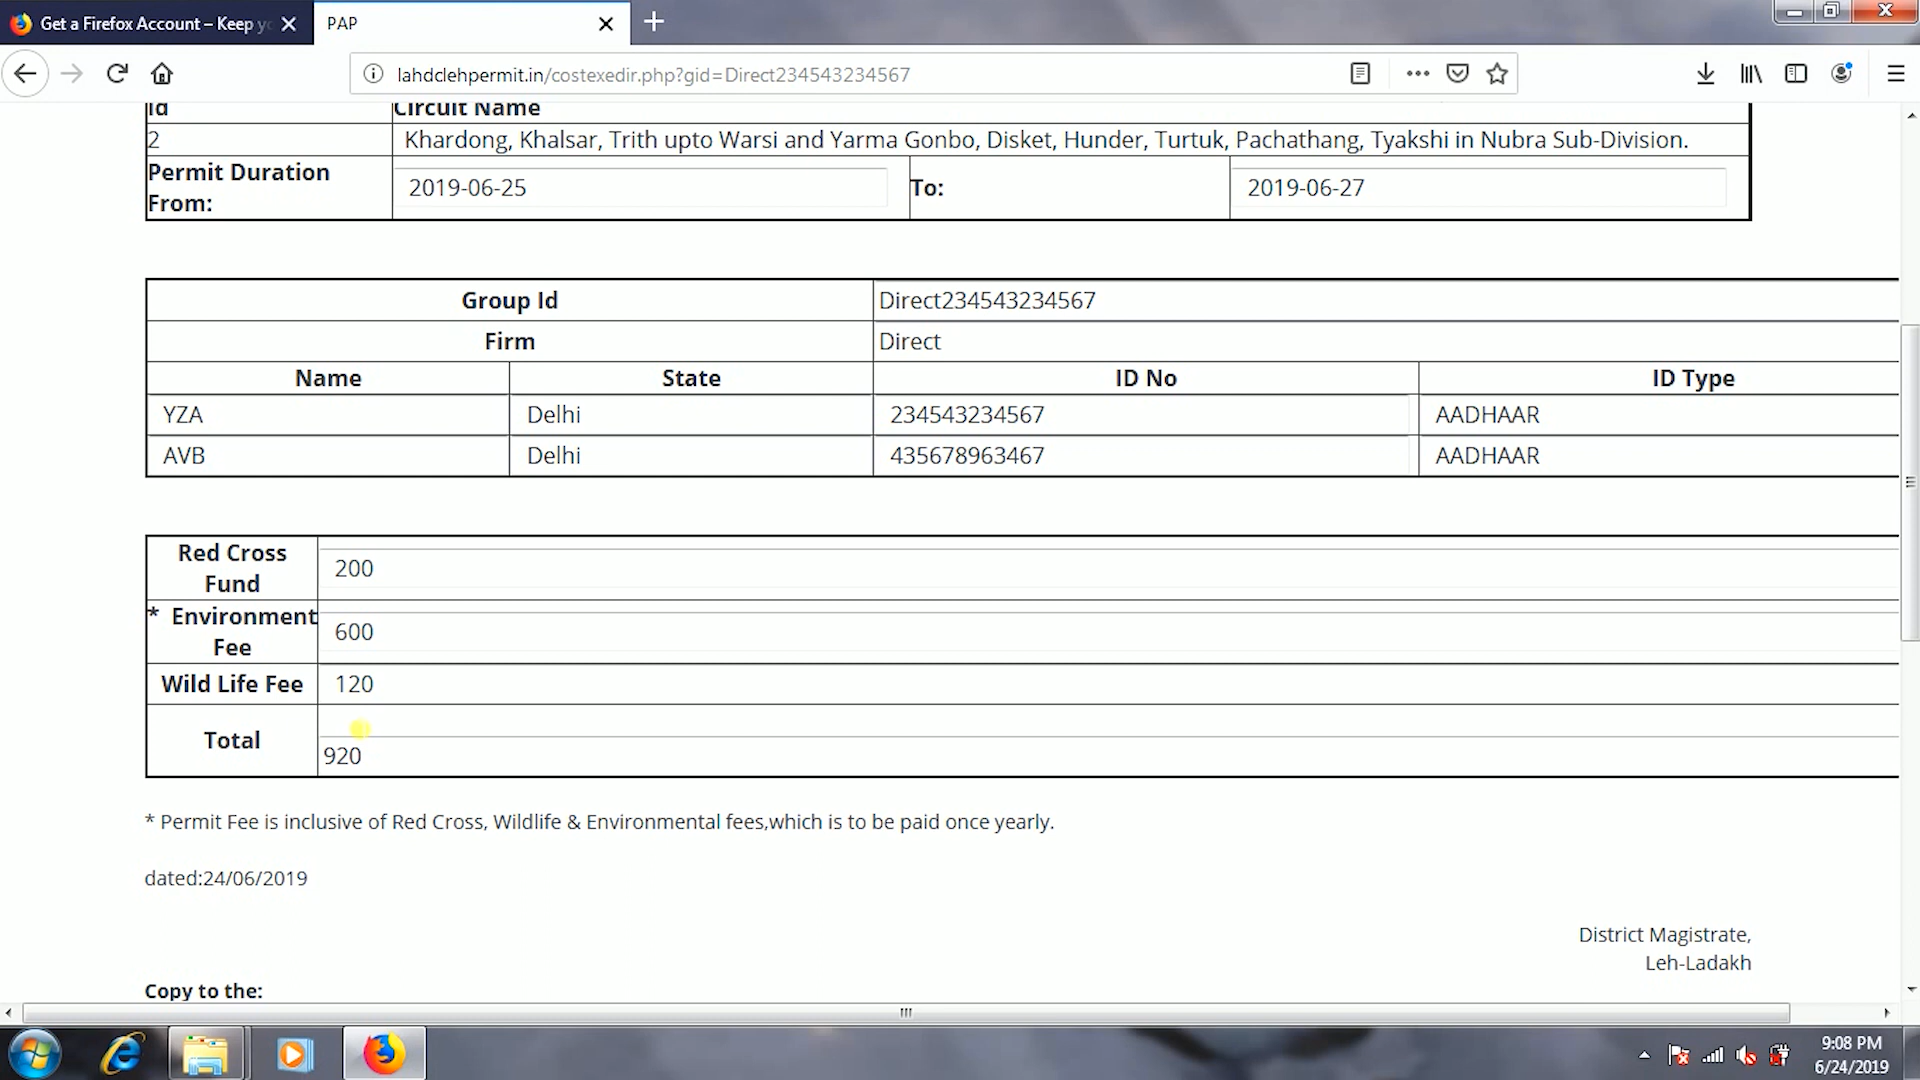 Get a Firefox Account – Keep yo
PAP
lahdclehpermit.in/costexedir.php?gid=Direct234543234567
Id Circuit Name
2 Khardong, Khalsar, Trith upto Warsi and Yarma Gonbo, Disket, Hunder, Turtuk, Pachathang, Tyakshi in Nubra Sub-Division.
Permit Duration
From: 2019-06-25 To: 2019-06-27
Group Id Direct234543234567
Firm Direct
Name State ID No ID Type
YZA Delhi 234543234567 AADHAAR
AVB Delhi 435678963467 AADHAAR
Red Cross
Fund 200
* Environment
Fee 600
Wild Life Fee 120
Total 920
* Permit Fee is inclusive of Red Cross, Wildlife & Environmental fees,which is to be paid once yearly.
dated:24/06/2019
District Magistrate,
Leh-Ladakh
Copy to the:
9:08 PM
6/24/2019